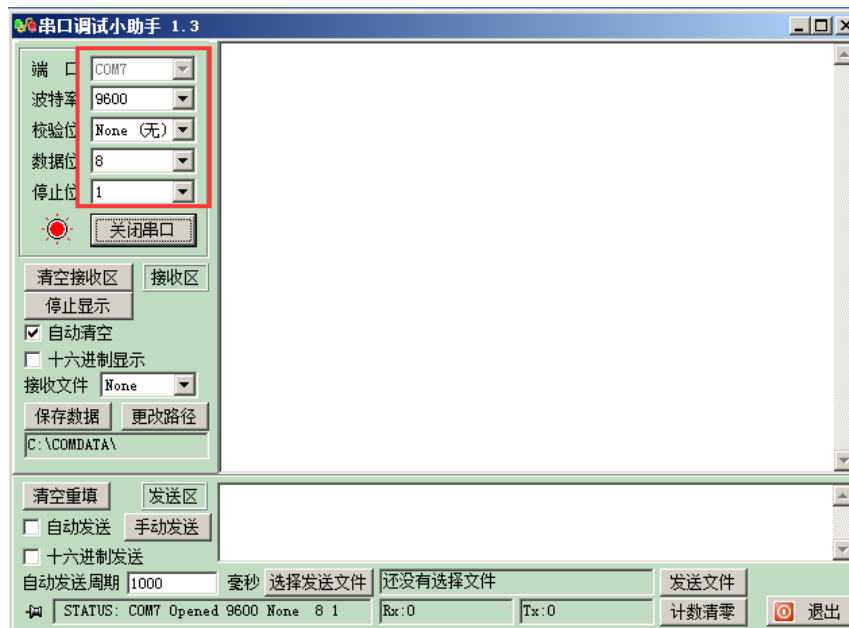 串口调试小助手 1.3
端 口 COM7
波特率 9600
校验位 None (无)
数据位 8
停止位 1
关闭串口
清空接收区 接收区
停止显示
自动清空
十六进制显示
接收文件 None
保存数据 更改路径
C:\COMDATA\
清空重填 发送区
自动发送 手动发送
十六进制发送
自动发送周期 1000 毫秒 选择发送文件 还没有选择文件 发送文件
STATUS: COM7 Opened 9600 None 8 1 Rx:0 Tx:0 计数清零 退出